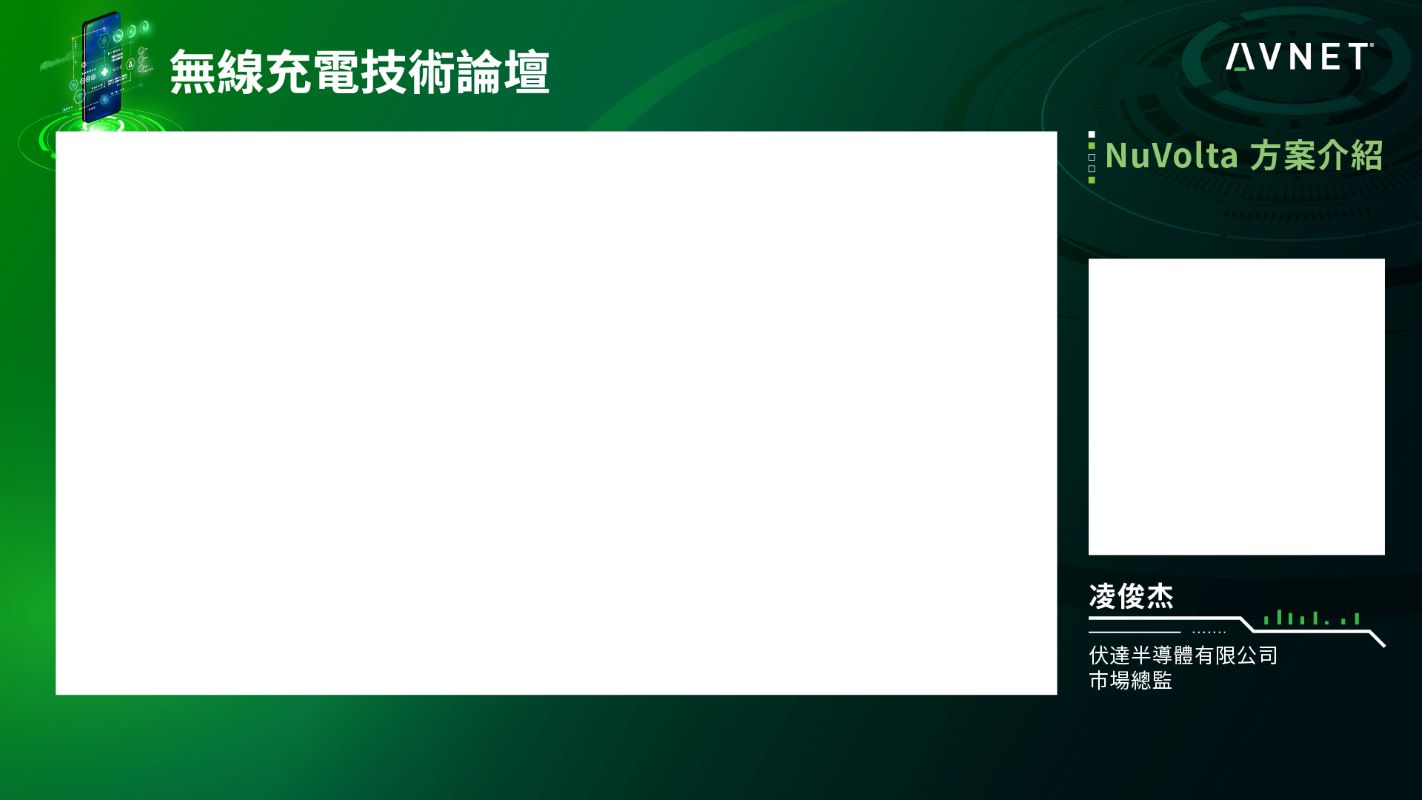 無線充電技術論壇
AVNET®
NuVolta 方案介紹
凌俊杰
伏達半導體有限公司
市場總監